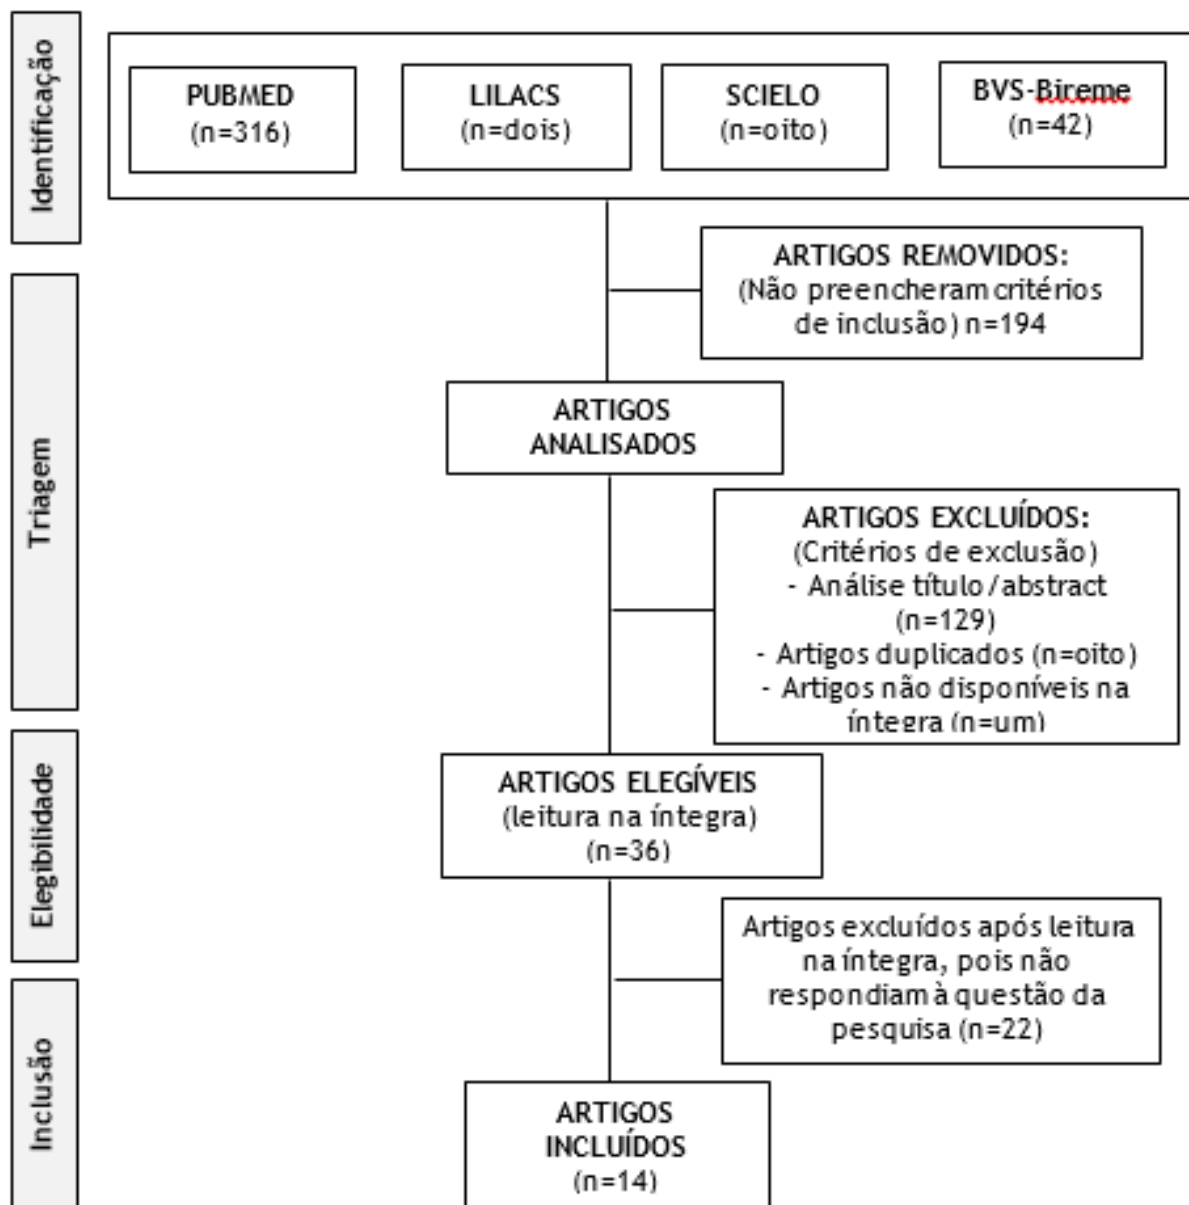 Identificação
PUBMED
(n=316)
LILACS
(n=dois)
SCIELO
(n=oito)
BVS-Bireme
(n=42)
ARTIGOS REMOVIDOS:
(Não preencheram critérios
de inclusão) n=194
Triagem
ARTIGOS
ANALISADOS
ARTIGOS EXCLUÍDOS:
(Critérios de exclusão)
- Análise título/abstract
(n=129)
- Artigos duplicados (n=oito)
- Artigos não disponíveis na
íntegra (n=um)
Elegibilidade
ARTIGOS ELEGÍVEIS
(leitura na íntegra)
(n=36)
Artigos excluídos após leitura
na íntegra, pois não
respondiam à questão da
pesquisa (n=22)
Inclusão
ARTIGOS
INCLUÍDOS
(n=14)